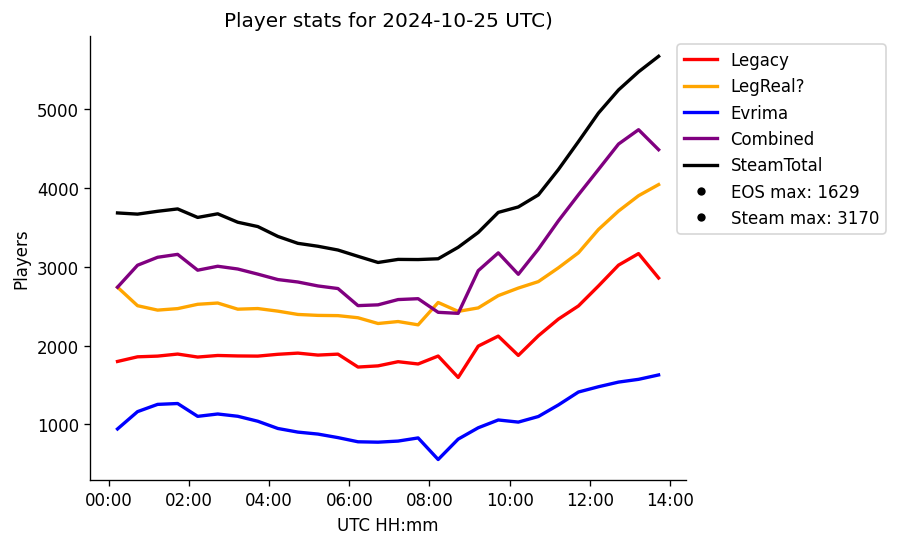 Player stats for 2024-10-25 UTC)
Legacy
LegReal?
Evrima
Combined
SteamTotal
EOS max: 1629
Steam max: 3170
Players
5000
4000
3000
2000
1000
00:00 02:00 04:00 06:00 08:00 10:00 12:00 14:00
UTC HH:mm